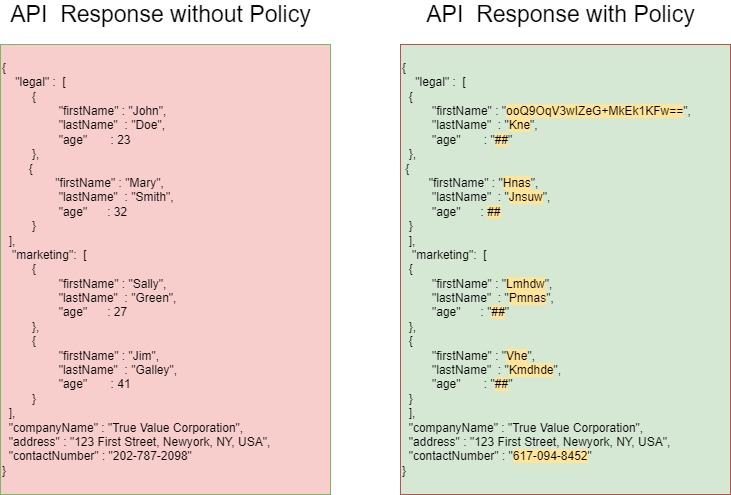 API  Response without Policy
{
"legal" :  [
{
"firstName" : "John",
"lastName"  : "Doe",
"age"       : 23
},
{
"firstName" : "Mary",
"lastName"  : "Smith",
"age"      : 32
}
],
"marketing":  [
{
"firstName" : "Sally",
"lastName"  : "Green",
"age"      : 27
},
{
"firstName" : "Jim",
"lastName"  : "Galley",
"age"       : 41
}
],
"companyName" : "True Value Corporation",
"address" : "123 First Street, Newyork, NY, USA",
"contactNumber" : "202-787-2098"
}
API  Response with Policy
{
"legal" :  [
{
"firstName" : "ooQ9OqV3wIZeG+MkEk1KFw==",
"lastName"  : "Kne",
"age"       : "##"
},
{
"firstName" : "Hnas",
"lastName"  : "Jnsuw",
"age"      : ##
}
],
"marketing":  [
{
"firstName" : "Lmhdw",
"lastName"  : "Pmnas",
"age"      : "##"
},
{
"firstName" : "Vhe",
"lastName"  : "Kmdhde",
"age"       : "##"
}
],
"companyName" : "True Value Corporation",
"address" : "123 First Street, Newyork, NY, USA",
"contactNumber" : "617-094-8452"
}